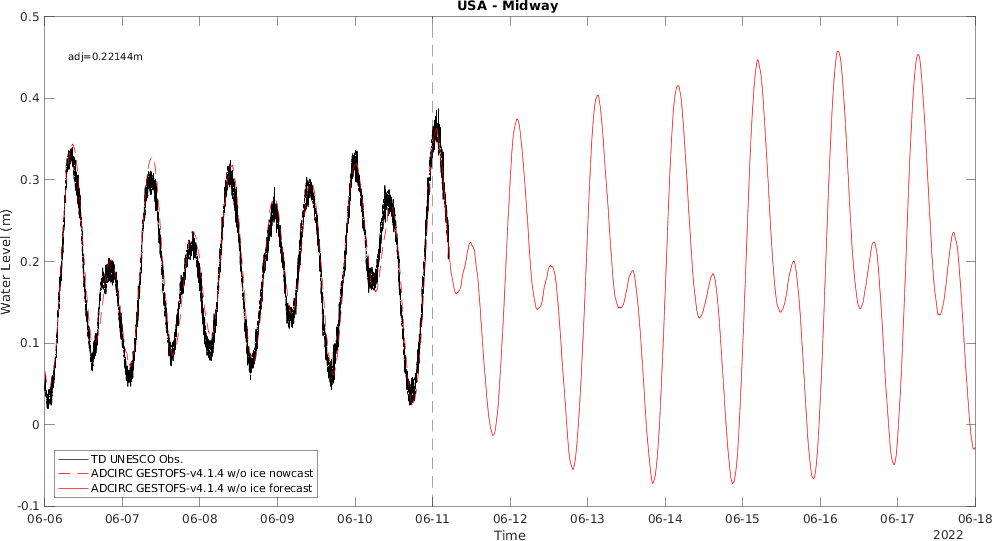 USA - Midway
adj=0.22144m
0.5
0.4
0.3
0.2
0.1
0
-0.1
Water Level (m)
TD UNESCO Obs.
ADCIRC GESTOFS-v4.1.4 w/o ice nowcast
ADCIRC GESTOFS-v4.1.4 w/o ice forecast
06-06 06-07 06-08 06-09 06-10 06-11 06-12 06-13 06-14 06-15 06-16 06-17 06-18
Time
2022